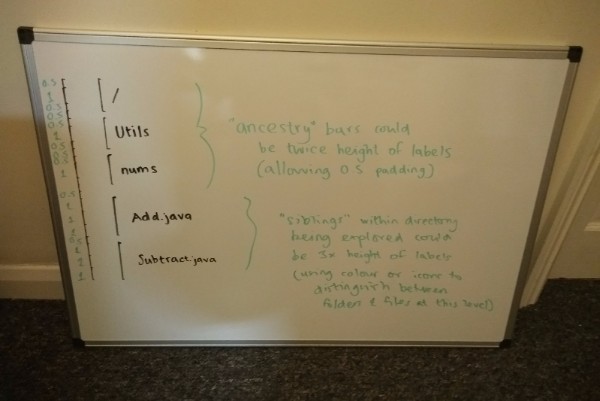 0.5
1
0.5
0.5
/
0.5
1
Utils
0.5
0.5
0.5
1
nums
"ancestry" bars could
be twice height of labels
(allowing 0.5 padding)
0.5
1
1
Add.java
1
0.5
1
1
Subtract.java
"siblings" within directory
being explored could
be 3x height of labels
(using colour or icons to
distinguish between
folders & files at this level)